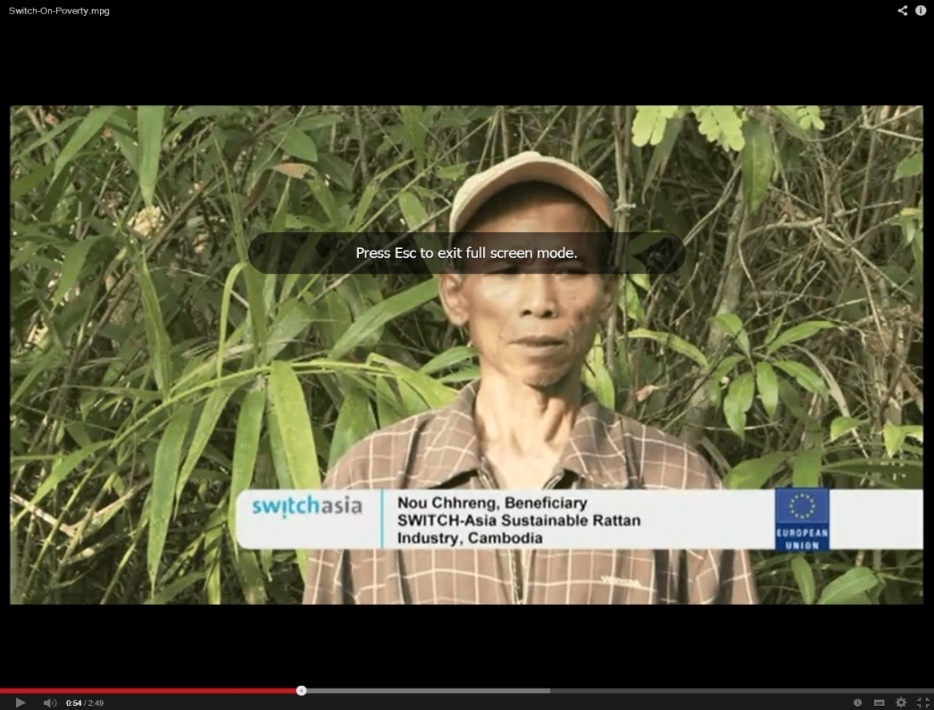 Switch-On-Poverty.mpg
Press Esc to exit full screen mode.
switchasia
Nou Chhreng, Beneficiary
SWITCH-Asia Sustainable Rattan
Industry, Cambodia
EUROPEAN
UNION
0:54 / 2:49